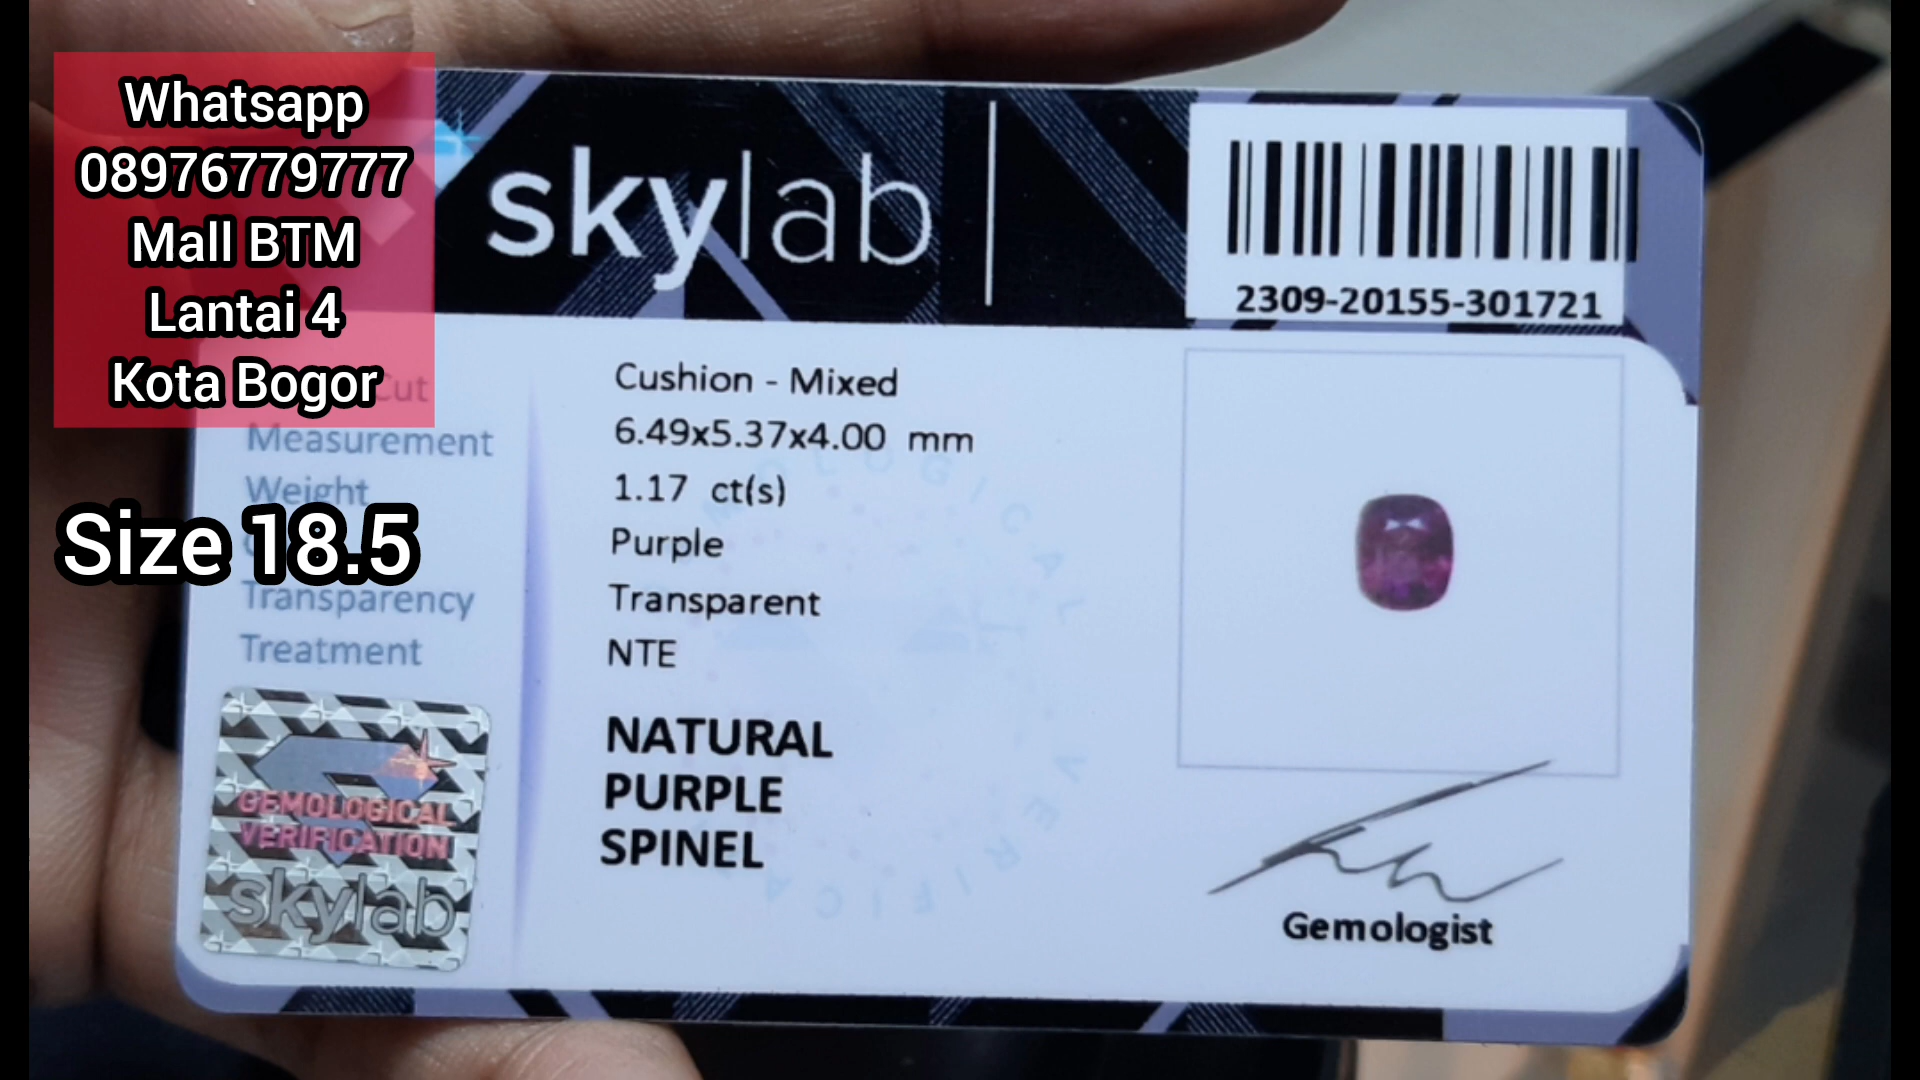 Whatsapp
08976779777
Mall BTM
Lantai 4
Kota Bogor
Size 18.5
skylab
2309-20155-301721
Cut Cushion - Mixed
Measurement 6.49x5.37x4.00 mm
Weight 1.17 ct(s)
Purple
Transparency Transparent
Treatment NTE
NATURAL
PURPLE
SPINEL
GEMOLOGICAL
VERIFICATION
skylab
Gemologist